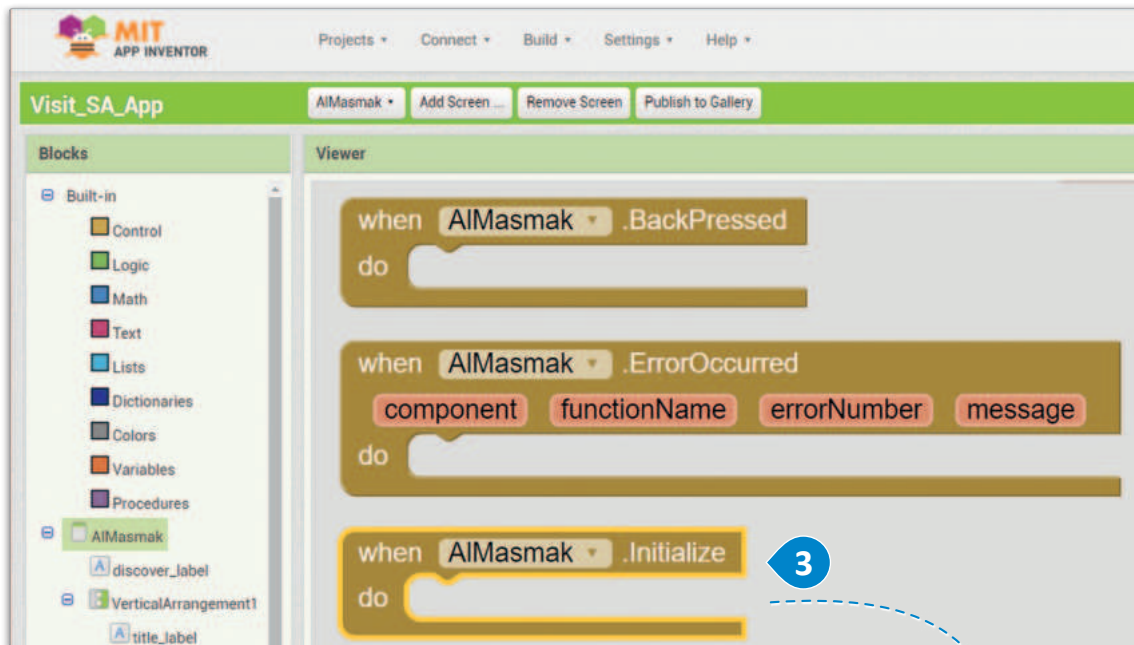 MIT
APP INVENTOR
Projects Connect Build Settings Help
Visit_SA_App
AlMasmak Add Screen ... Remove Screen Publish to Gallery
Blocks
Viewer
Built-in
Control
Logic
Math
Text
Lists
Dictionaries
Colors
Variables
Procedures
AlMasmak
discover_label
VerticalArrangement1
A title_label
when AlMasmak .BackPressed
do
when AlMasmak .ErrorOccurred
component functionName errorNumber message
do
when AlMasmak .Initialize
do
3